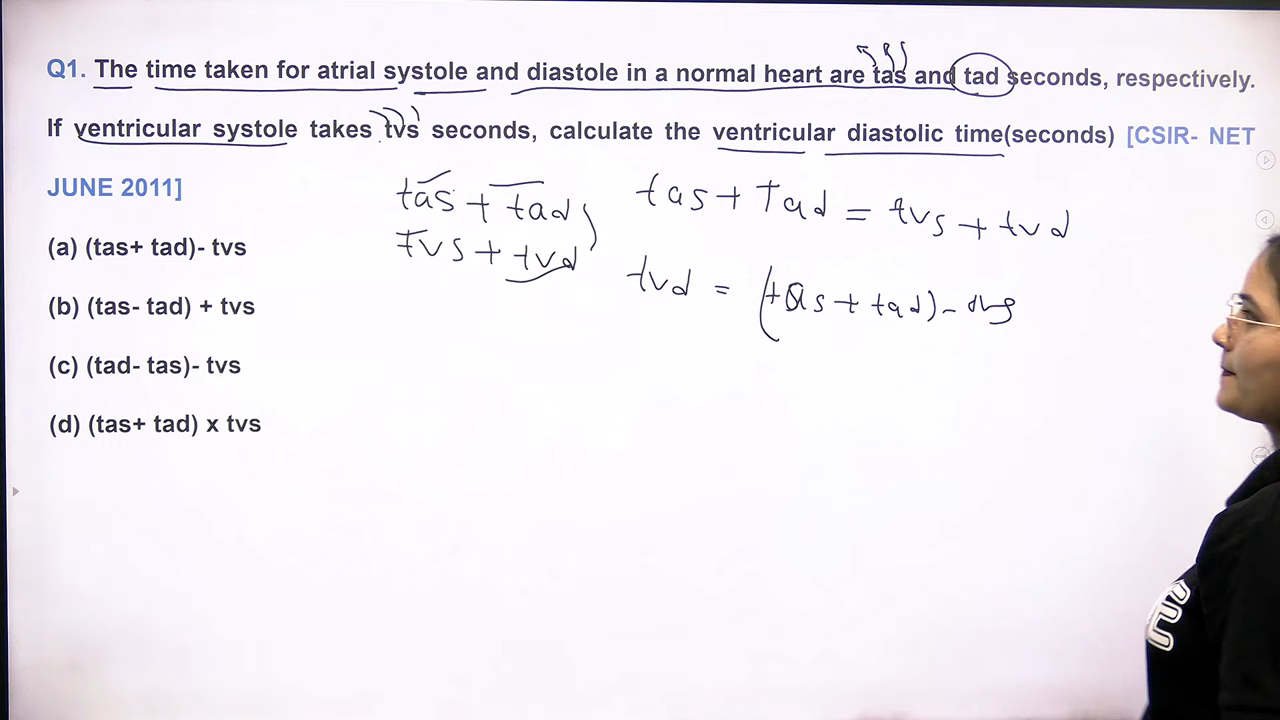 Q1. The time taken for atrial systole and diastole in a normal heart are tas and tad seconds, respectively.
If ventricular systole takes tvs seconds, calculate the ventricular diastolic time(seconds) [CSIR- NET
JUNE 2011]
tas + tad
tvs + tvd
tas + Tad = tvs + tvd
tvd = (tas + tad) - tvs
(a) (tas+ tad)- tvs
(b) (tas- tad) + tvs
(c) (tad- tas)- tvs
(d) (tas+ tad) x tvs
E